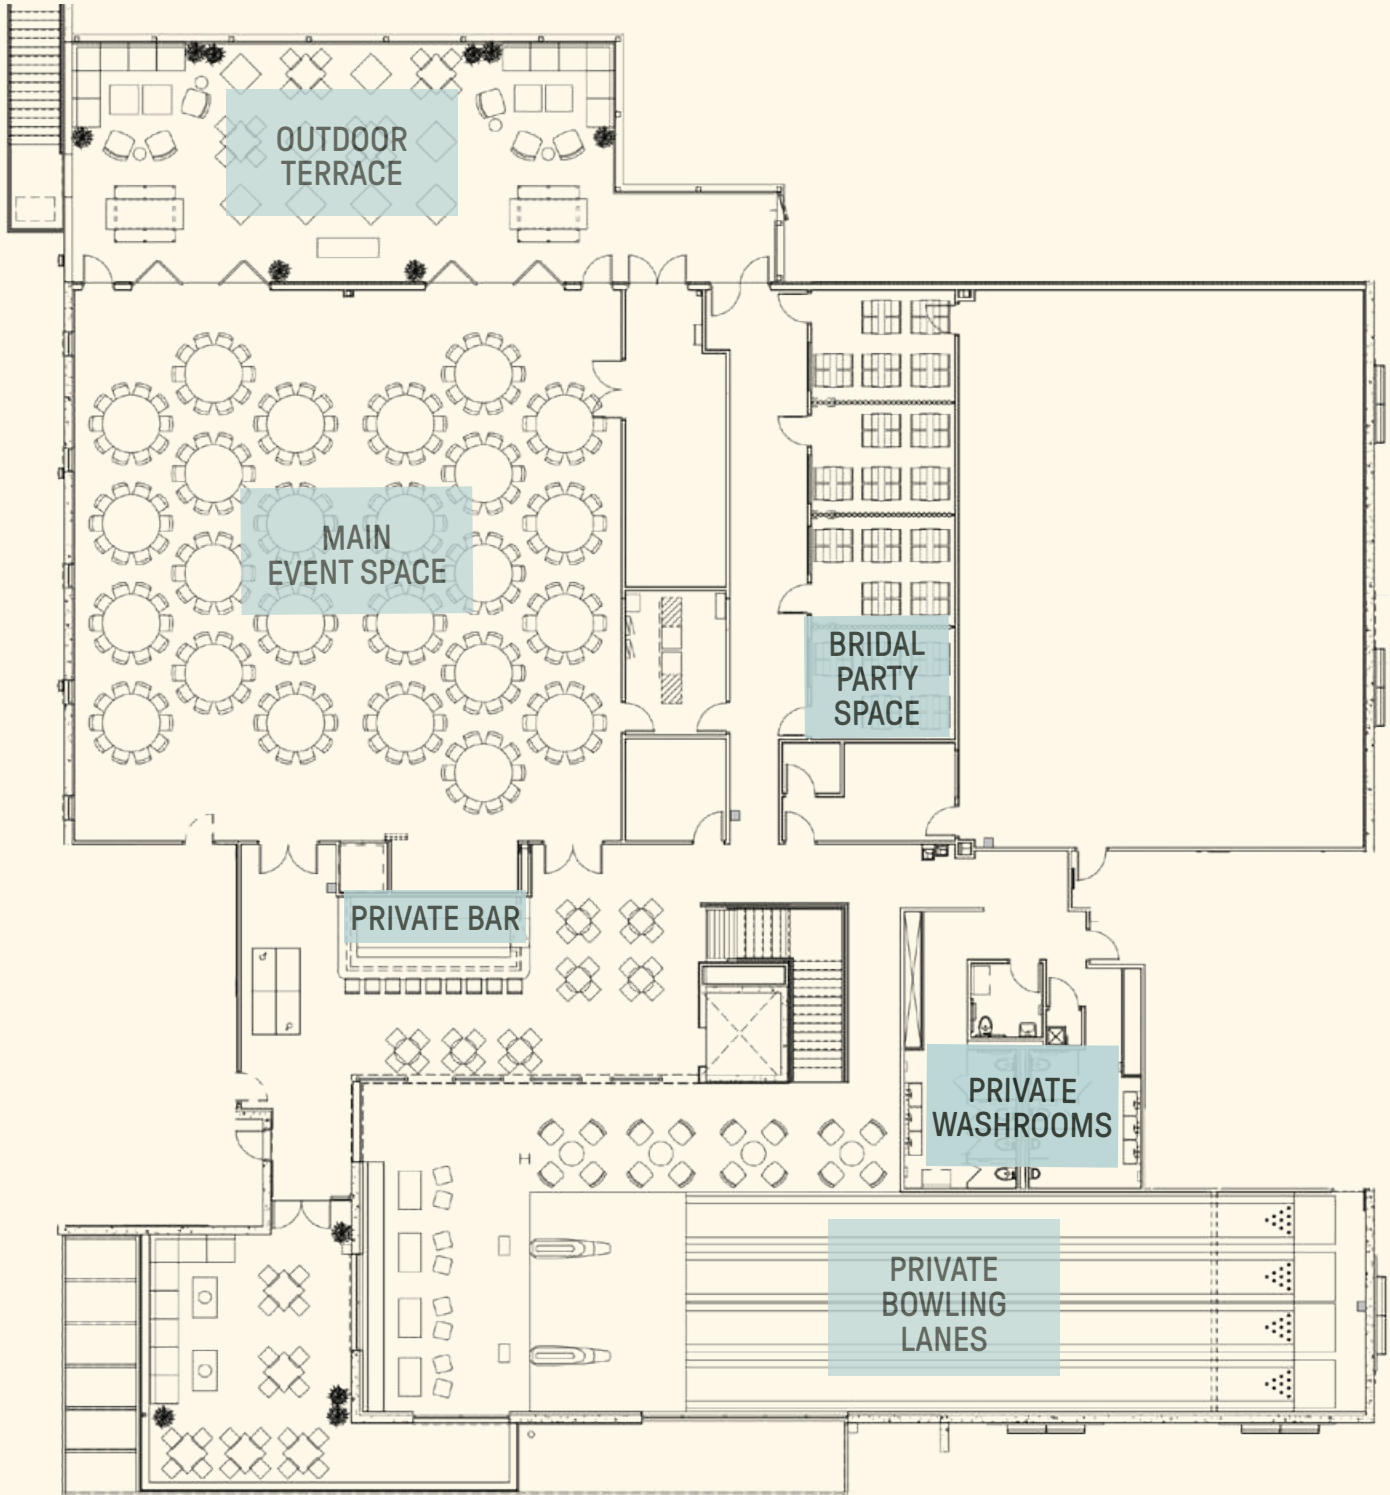 OUTDOOR
TERRACE
MAIN
EVENT SPACE
BRIDAL
PARTY
SPACE
PRIVATE BAR
PRIVATE
WASHROOMS
H
PRIVATE
BOWLING
LANES